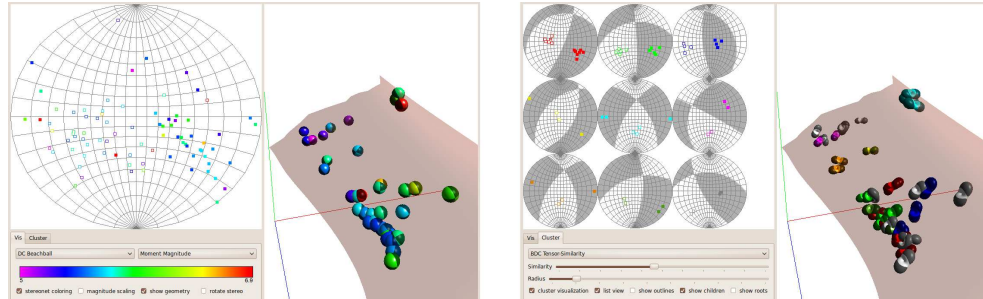 Vis Cluster
DC Beachball Moment Magnitude
5 6.9
stereonet coloring magnitude scaling show geometry rotate stereo
Vis Cluster
BDC Tensor-Similarity
Similarity
Radius
cluster visualization list view show outlines show children show roots